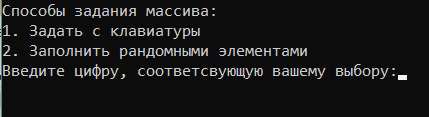 Способы задания массива:
1. Задать с клавиатуры
2. Заполнить рандомными элементами
Введите цифру, соответсвующую вашему выбору: